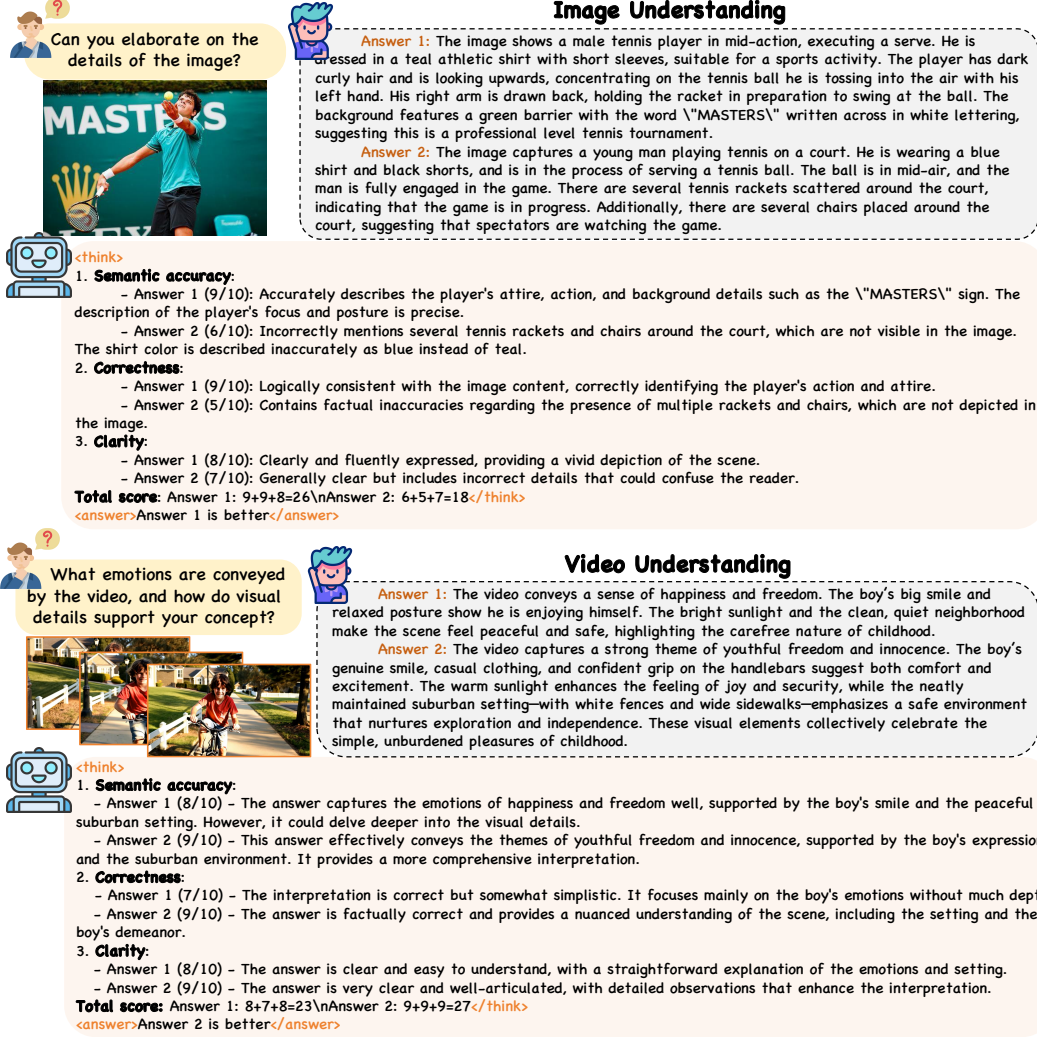 Image Understanding
Can you elaborate on the
details of the image?
MASTERS
Answer 1: The image shows a male tennis player in mid-action, executing a serve. He is
dressed in a teal athletic shirt with short sleeves, suitable for a sports activity. The player has dark
curly hair and is looking upwards, concentrating on the tennis ball he is tossing into the air with his
left hand. His right arm is drawn back, holding the racket in preparation to swing at the ball. The
background features a green barrier with the word \"MASTERS\" written across in white lettering,
suggesting this is a professional level tennis tournament.
Answer 2: The image captures a young man playing tennis on a court. He is wearing a blue
shirt and black shorts, and is in the process of serving a tennis ball. The ball is in mid-air, and the
man is fully engaged in the game. There are several tennis rackets scattered around the court,
indicating that the game is in progress. Additionally, there are several chairs placed around the
court, suggesting that spectators are watching the game.
<think>
1. Semantic accuracy:
- Answer 1 (9/10): Accurately describes the player's attire, action, and background details such as the \"MASTERS\" sign. The
description of the player's focus and posture is precise.
- Answer 2 (6/10): Incorrectly mentions several tennis rackets and chairs around the court, which are not visible in the image.
The shirt color is described inaccurately as blue instead of teal.
2. Correctness:
- Answer 1 (9/10): Logically consistent with the image content, correctly identifying the player's action and attire.
- Answer 2 (5/10): Contains factual inaccuracies regarding the presence of multiple rackets and chairs, which are not depicted in
the image.
3. Clarity:
- Answer 1 (8/10): Clearly and fluently expressed, providing a vivid depiction of the scene.
- Answer 2 (7/10): Generally clear but includes incorrect details that could confuse the reader.
Total score: Answer 1: 9+9+8=26\nAnswer 2: 6+5+7=18</think>
<answer>Answer 1 is better</answer>
Video Understanding
What emotions are conveyed
by the video, and how do visual
details support your concept?
Answer 1: The video conveys a sense of happiness and freedom. The boy's big smile and
relaxed posture show he is enjoying himself. The bright sunlight and the clean, quiet neighborhood
make the scene feel peaceful and safe, highlighting the carefree nature of childhood.
Answer 2: The video captures a strong theme of youthful freedom and innocence. The boy's
genuine smile, casual clothing, and confident grip on the handlebars suggest both comfort and
excitement. The warm sunlight enhances the feeling of joy and security, while the neatly
maintained suburban setting—with white fences and wide sidewalks—emphasizes a safe environment
that nurtures exploration and independence. These visual elements collectively celebrate the
simple, unburdened pleasures of childhood.
<think>
1. Semantic accuracy:
- Answer 1 (8/10) - The answer captures the emotions of happiness and freedom well, supported by the boy's smile and the peaceful
suburban setting. However, it could delve deeper into the visual details.
- Answer 2 (9/10) - This answer effectively conveys the themes of youthful freedom and innocence, supported by the boy's expressio
and the suburban environment. It provides a more comprehensive interpretation.
2. Correctness:
- Answer 1 (7/10) - The interpretation is correct but somewhat simplistic. It focuses mainly on the boy's emotions without much dept
- Answer 2 (9/10) - The answer is factually correct and provides a nuanced understanding of the scene, including the setting and the
boy's demeanor.
3. Clarity:
- Answer 1 (8/10) - The answer is clear and easy to understand, with a straightforward explanation of the emotions and setting.
- Answer 2 (9/10) - The answer is very clear and well-articulated, with detailed observations that enhance the interpretation.
Total score: Answer 1: 8+7+8=23\nAnswer 2: 9+9+9=27</think>
<answer>Answer 2 is better</answer>